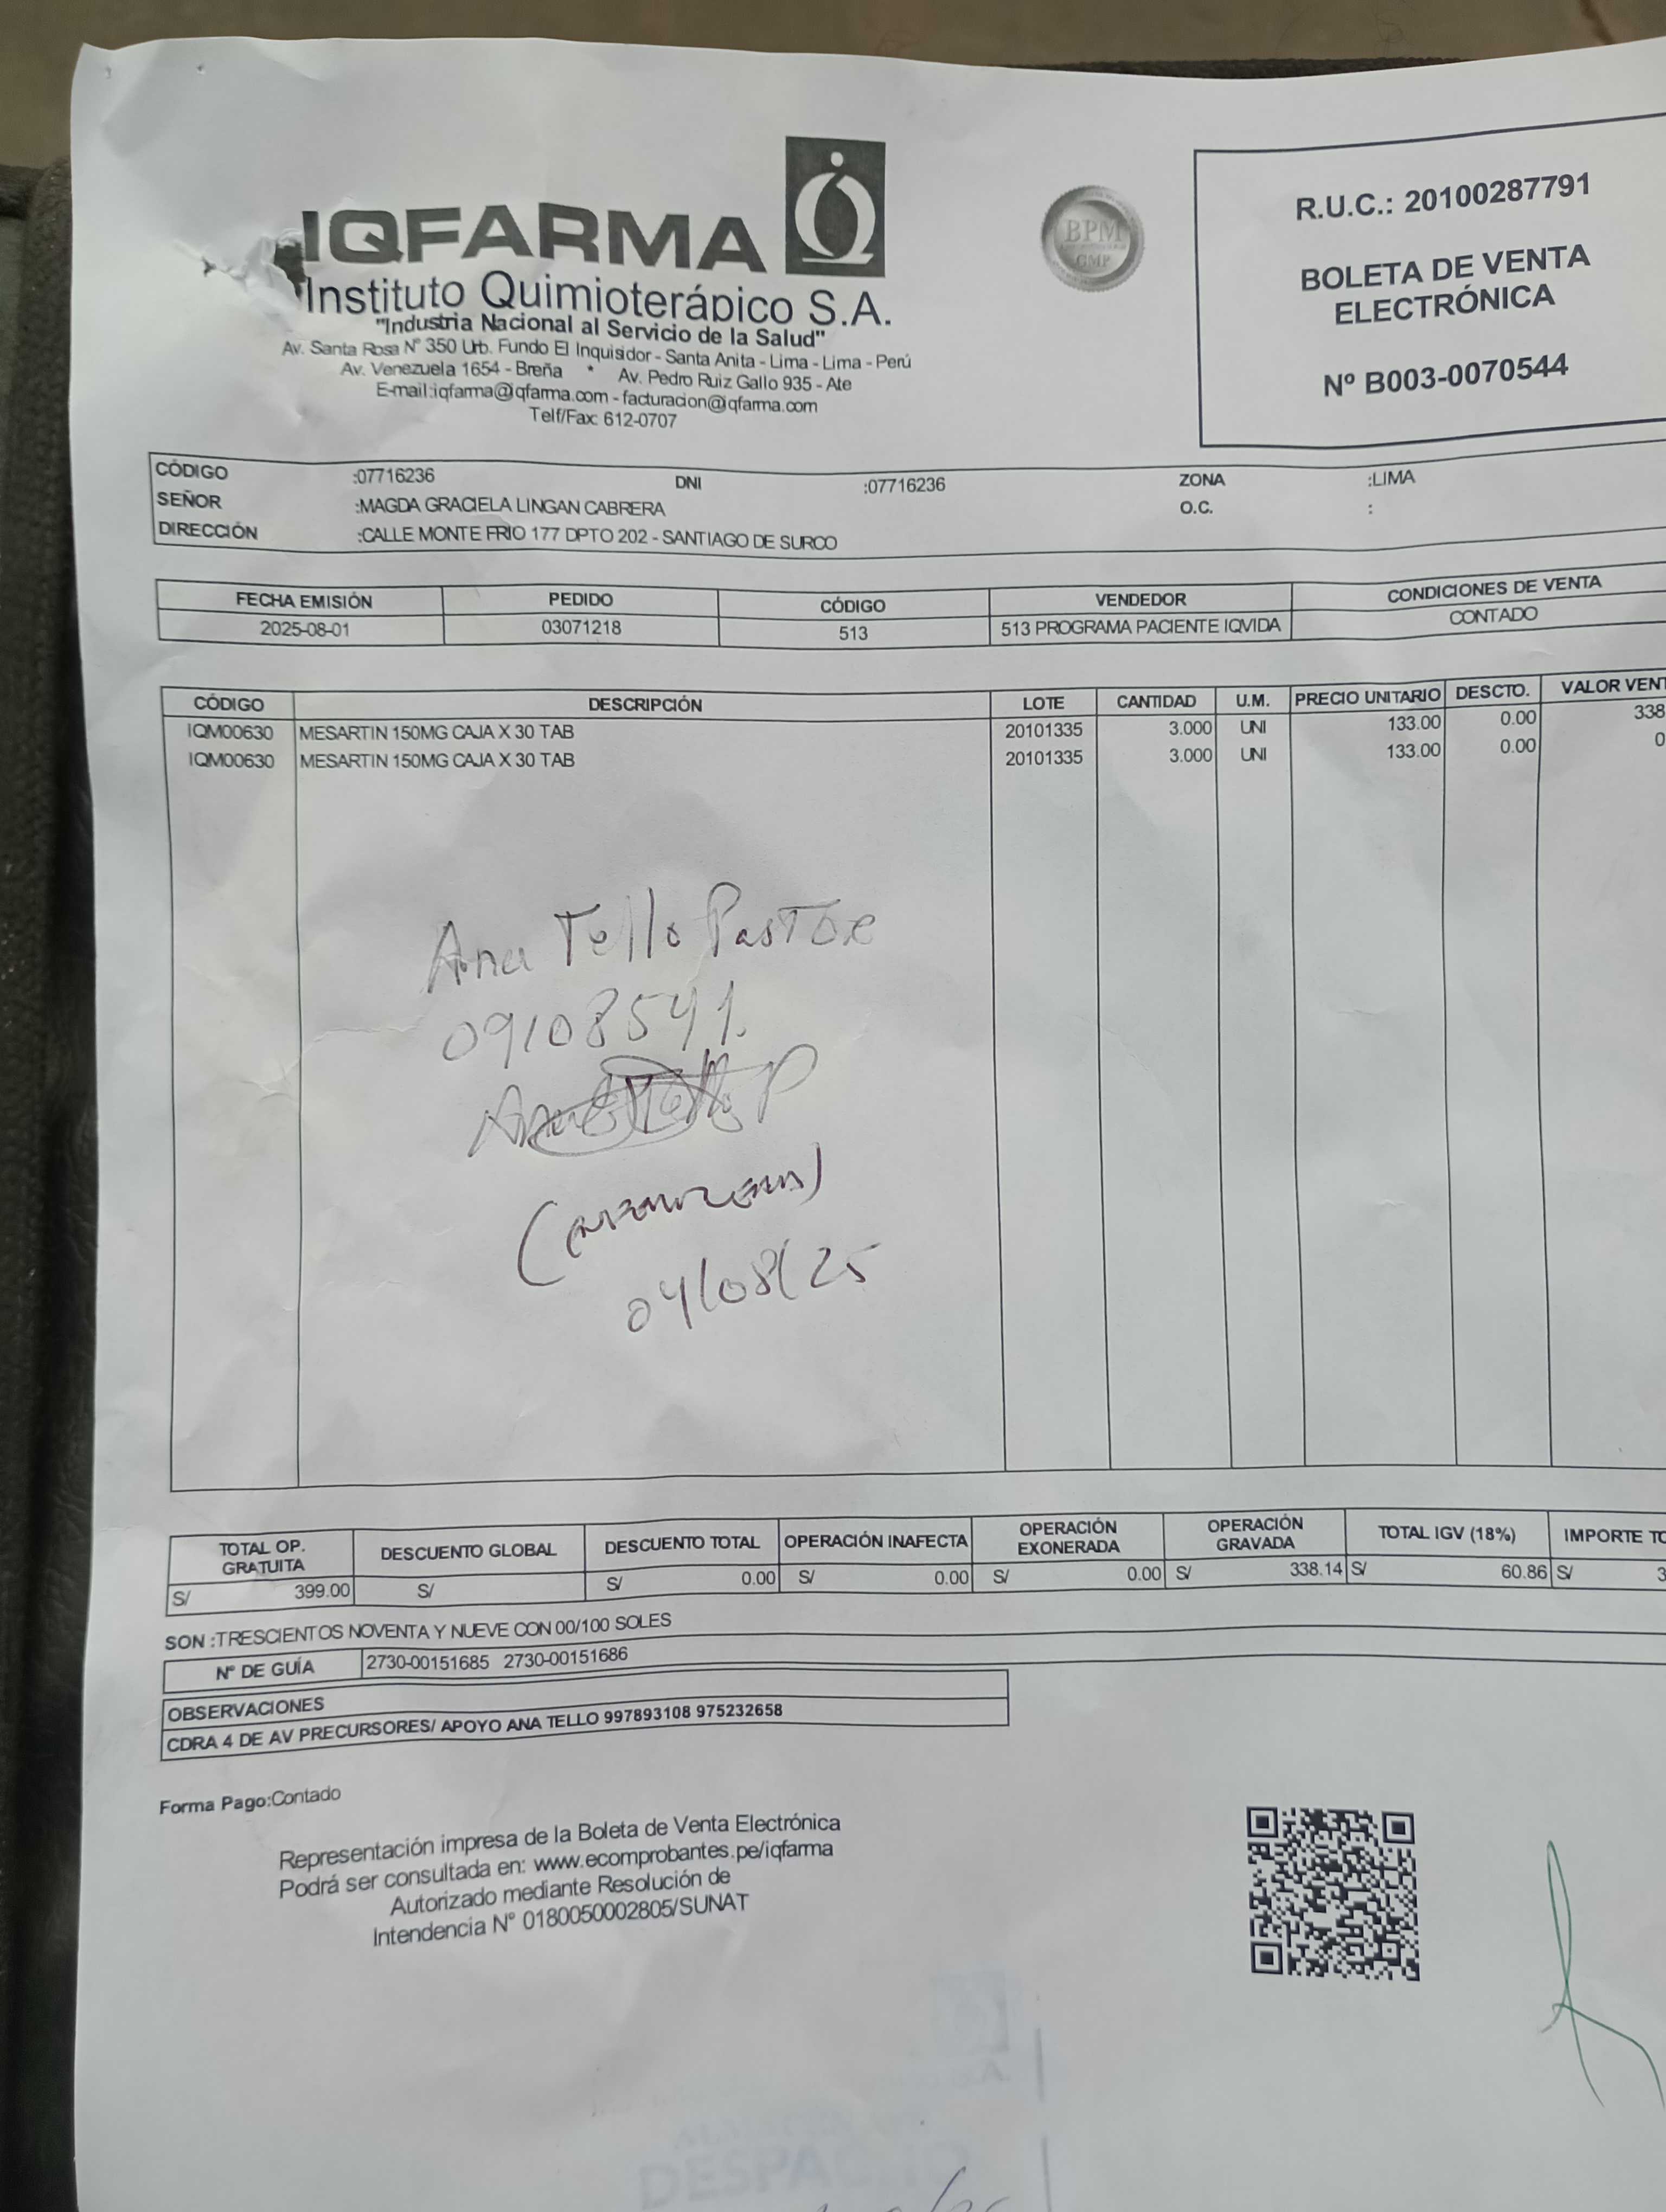 IQFARMA
Instituto Quimioterápico S.A.
"Industria Nacional al Servicio de la Salud"
Av. Santa Rosa N° 350 Urb. Fundo El Inquisidor - Santa Anita - Lima - Lima - Perú
Av. Venezuela 1654 - Breña * Av. Pedro Ruiz Gallo 935 - Ate
E-mail:iqfarma@iqfarma.com - facturacion@iqfarma.com
Telf/Fax: 612-0707
BPM
GMP
R.U.C.: 20100287791
BOLETA DE VENTA
ELECTRÓNICA
Nº B003-0070544
CÓDIGO :07716236 DNI :07716236 ZONA :LIMA
SEÑOR :MAGDA GRACIELA LINGAN CABRERA O.C. :
DIRECCIÓN :CALLE MONTE FRIO 177 DPTO 202 - SANTIAGO DE SURCO
FECHA EMISIÓN PEDIDO CÓDIGO VENDEDOR CONDICIONES DE VENTA
2025-08-01 03071218 513 513 PROGRAMA PACIENTE IQVIDA CONTADO
CÓDIGO DESCRIPCIÓN LOTE CANTIDAD U.M. PRECIO UNITARIO DESCTO. VALOR VENT
IQM00630 MESARTIN 150MG CAJA X 30 TAB 20101335 3.000 UNI 133.00 0.00 338
IQM00630 MESARTIN 150MG CAJA X 30 TAB 20101335 3.000 UNI 133.00 0.00 0
Ana Tello Pastor
09108541.
04/08/25
TOTAL OP. GRATUITA DESCUENTO GLOBAL DESCUENTO TOTAL OPERACIÓN INAFECTA OPERACIÓN EXONERADA OPERACIÓN GRAVADA TOTAL IGV (18%) IMPORTE TO
S/ 399.00 S/ S/ 0.00 S/ 0.00 S/ 0.00 S/ 338.14 S/ 60.86 S/ 3
SON :TRESCIENTOS NOVENTA Y NUEVE CON 00/100 SOLES
Nº DE GUÍA 2730-00151685 2730-00151686
OBSERVACIONES
CDRA 4 DE AV PRECURSORES/ APOYO ANA TELLO 997893108 975232658
Forma Pago:Contado
Representación impresa de la Boleta de Venta Electrónica
Podrá ser consultada en: www.ecomprobantes.pe/iqfarma
Autorizado mediante Resolución de
Intendencia N° 0180050002805/SUNAT